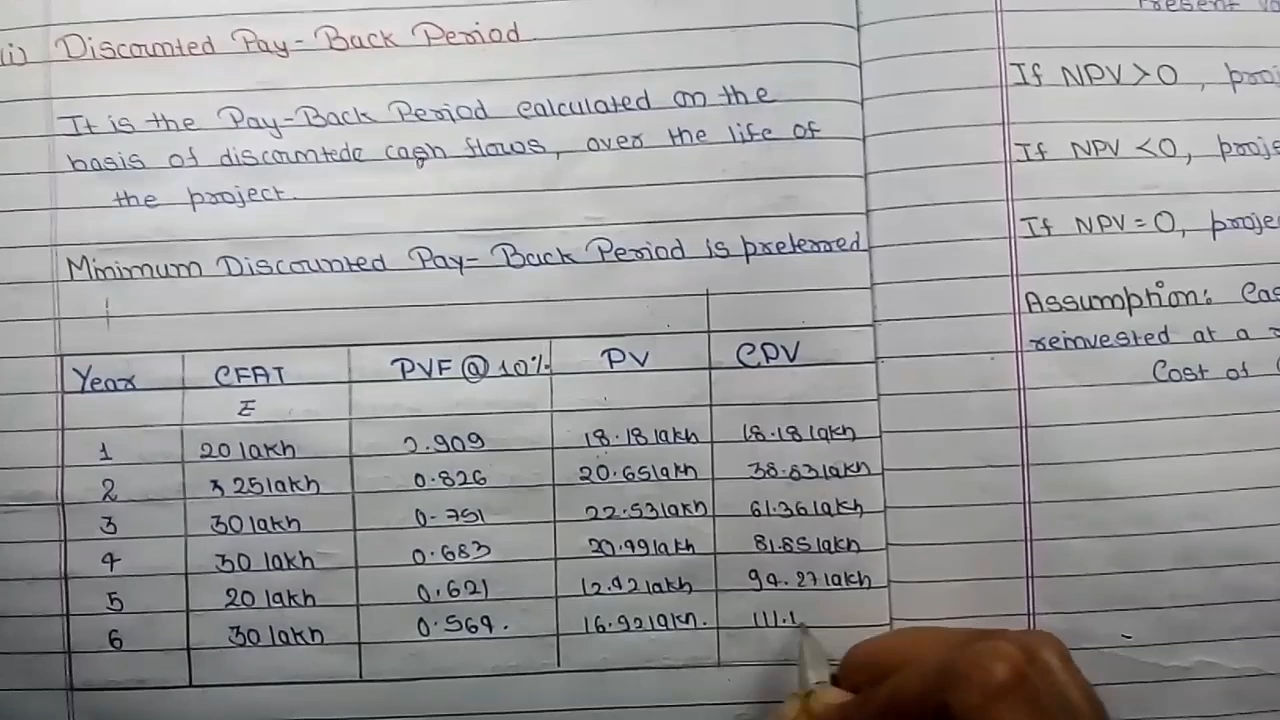 (i) Discounted Pay-Back Period
It is the Pay-Back Period calculated on the
basis of discountede cash flows, over the life of
the project.
Minimum Discounted Pay-Back Period is preferred
Year CFAT PVF @ 10% PV CPV
1 20 lakh 0.909 18.18 lakh 18.18 lakh
2 25 lakh 0.826 20.65 lakh 38.83 lakh
3 30 lakh 0.751 22.53 lakh 61.36 lakh
4 30 lakh 0.683 20.49 lakh 81.85 lakh
5 20 lakh 0.621 12.42 lakh 94.27 lakh
6 30 lakh 0.564. 16.92 lakh. 111.1
Present
If NPV > 0,
If NPV < 0,
If NPV = 0,
Assumption:
reinvested at a
Cost of